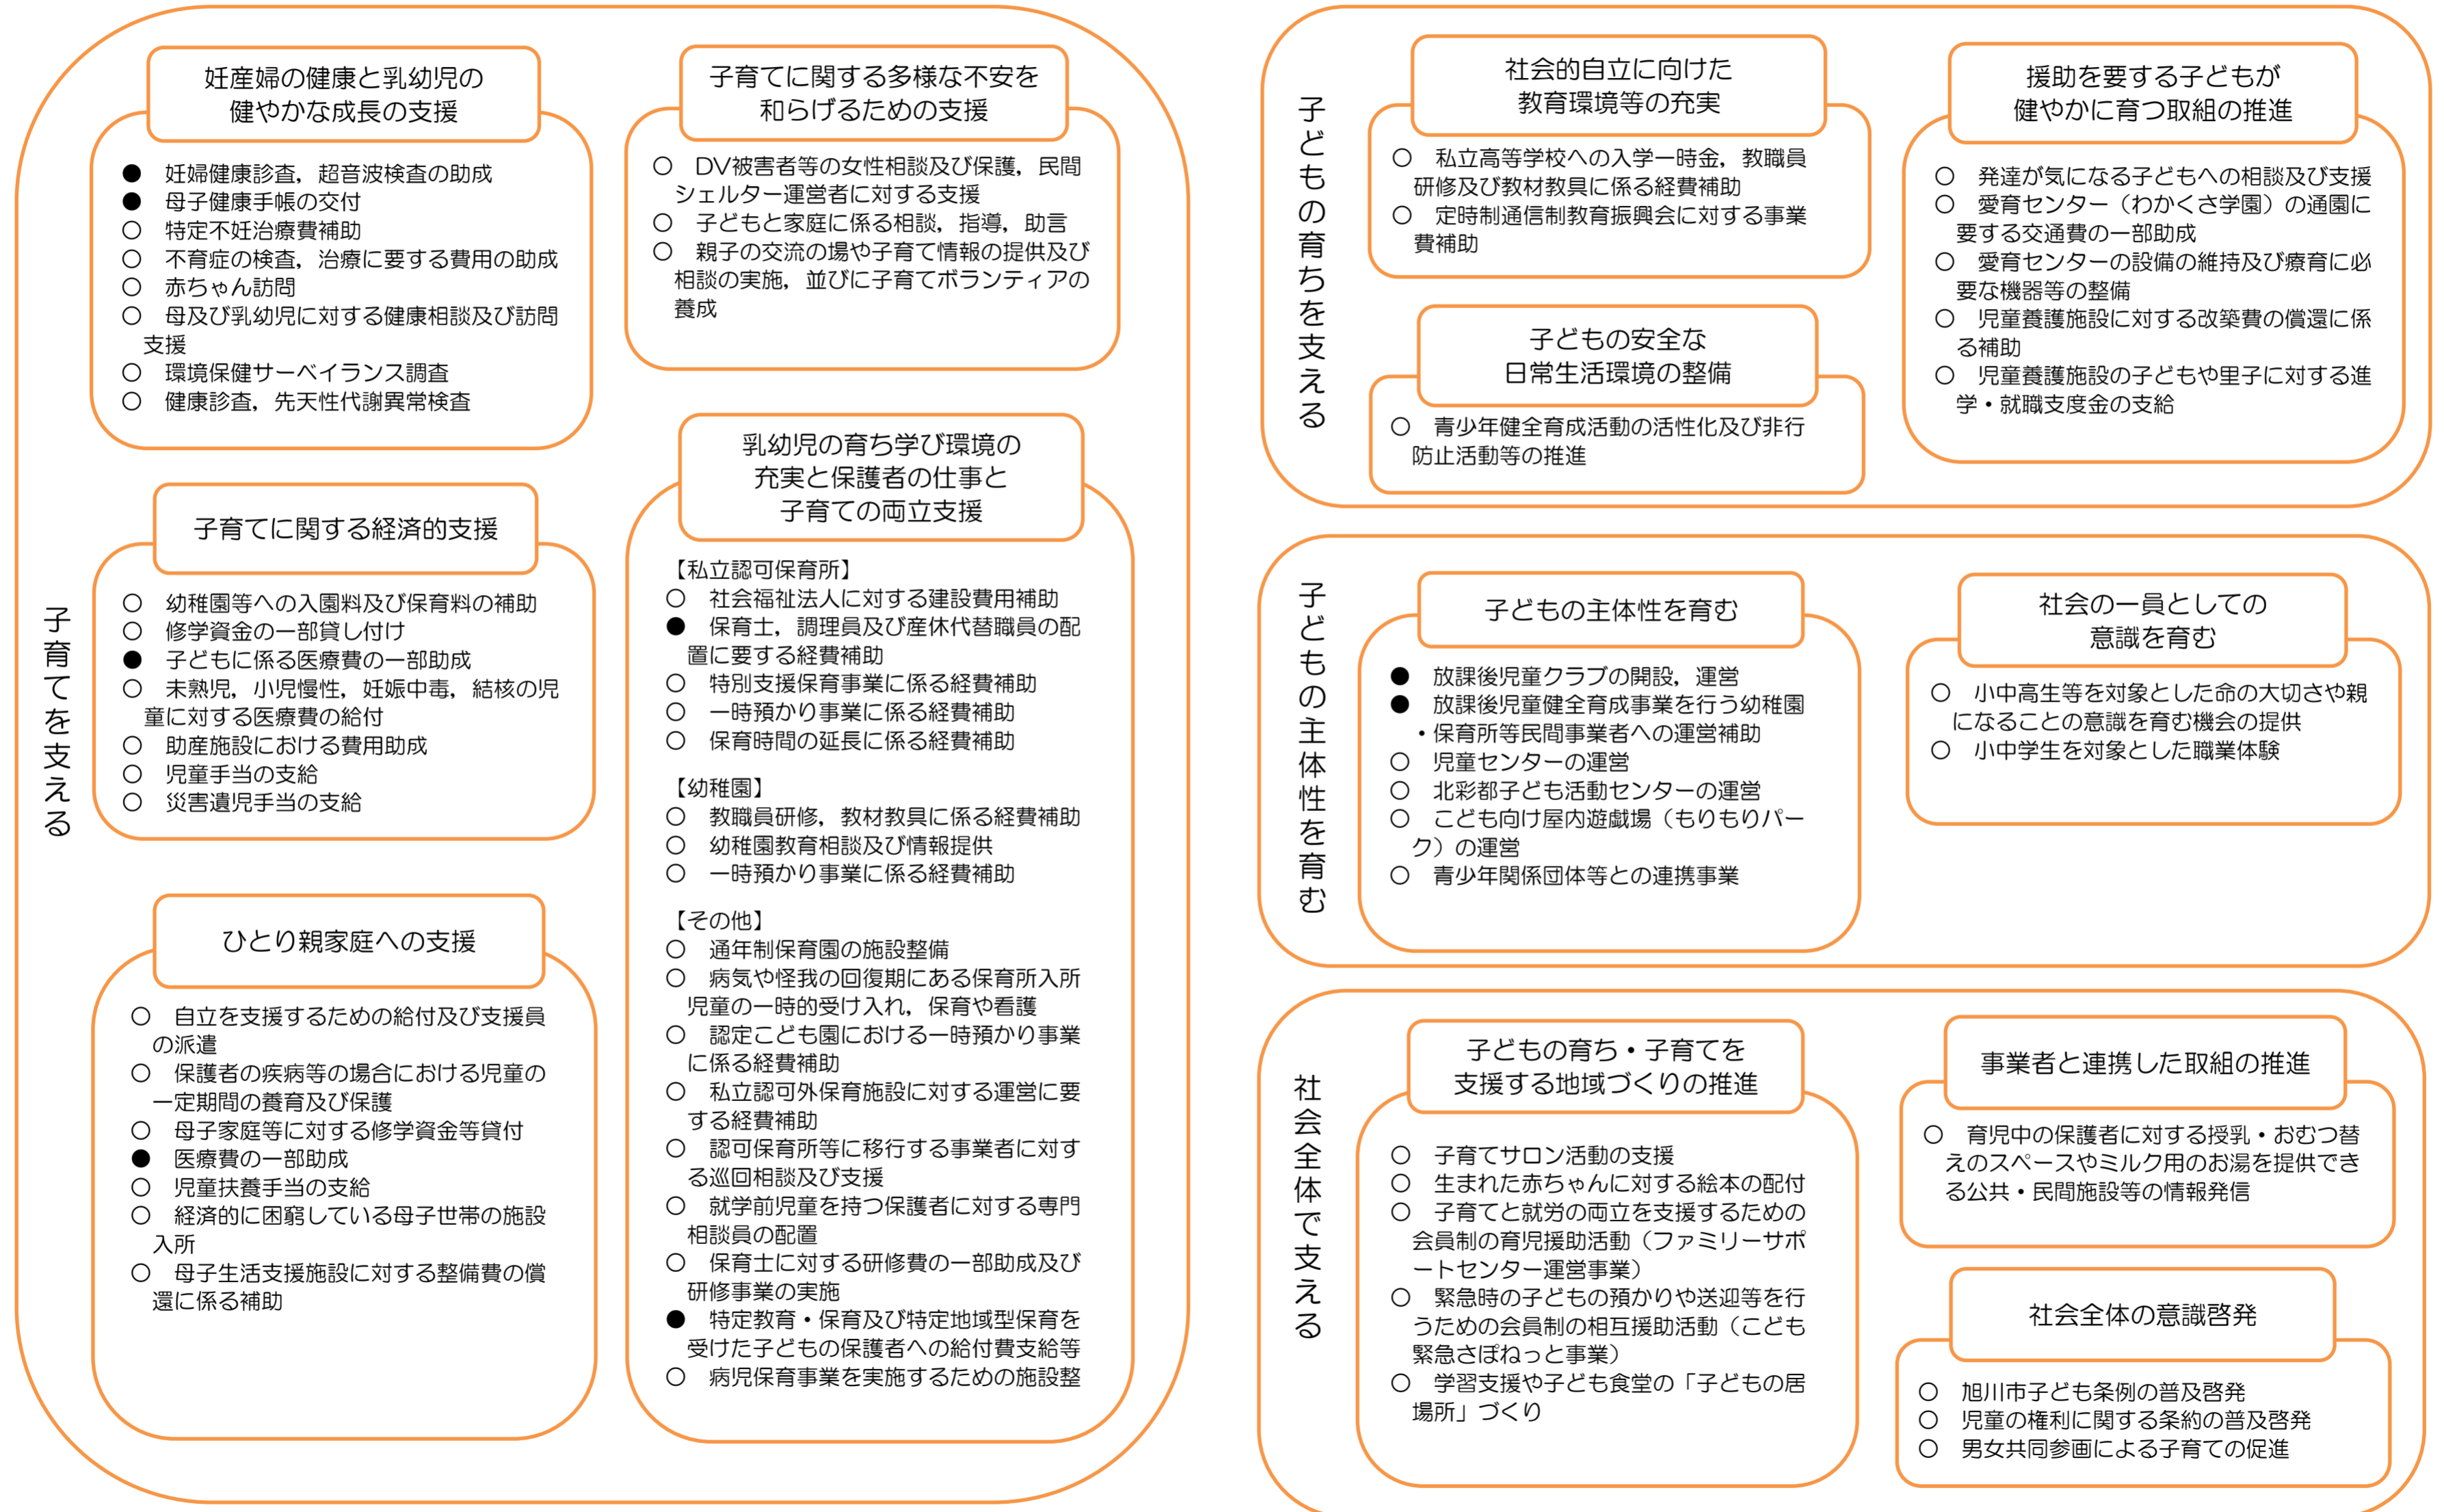 子育てを支える
妊産婦の健康と乳幼児の
健やかな成長の支援
● 妊婦健康診査，超音波検査の助成
● 母子健康手帳の交付
○ 特定不妊治療費補助
○ 不育症の検査，治療に要する費用の助成
○ 赤ちゃん訪問
○ 母及び乳幼児に対する健康相談及び訪問
支援
○ 環境保健サーベイランス調査
○ 健康診査，先天性代謝異常検査
子育てに関する経済的支援
○ 幼稚園等への入園料及び保育料の補助
○ 修学資金の一部貸し付け
● 子どもに係る医療費の一部助成
○ 未熟児，小児慢性，妊娠中毒，結核の児
童に対する医療費の給付
○ 助産施設における費用助成
○ 児童手当の支給
○ 災害遺児手当の支給
ひとり親家庭への支援
○ 自立を支援するための給付及び支援員
の派遣
○ 保護者の疾病等の場合における児童の
一定期間の養育及び保護
○ 母子家庭等に対する修学資金等貸付
● 医療費の一部助成
○ 児童扶養手当の支給
○ 経済的に困窮している母子世帯の施設
入所
○ 母子生活支援施設に対する整備費の償
還に係る補助
子育てに関する多様な不安を
和らげるための支援
○ DV被害者等の女性相談及び保護，民間
シェルター運営者に対する支援
○ 子どもと家庭に係る相談，指導，助言
○ 親子の交流の場や子育て情報の提供及び
相談の実施，並びに子育てボランティアの
養成
乳幼児の育ち学び環境の
充実と保護者の仕事と
子育ての両立支援
【私立認可保育所】
○ 社会福祉法人に対する建設費用補助
● 保育士，調理員及び産休代替職員の配
置に要する経費補助
○ 特別支援保育事業に係る経費補助
○ 一時預かり事業に係る経費補助
○ 保育時間の延長に係る経費補助
【幼稚園】
○ 教職員研修，教材教具に係る経費補助
○ 幼稚園教育相談及び情報提供
○ 一時預かり事業に係る経費補助
【その他】
○ 通年制保育園の施設整備
○ 病気や怪我の回復期にある保育所入所
児童の一時的受け入れ，保育や看護
○ 認定こども園における一時預かり事業
に係る経費補助
○ 私立認可外保育施設に対する運営に要
する経費補助
○ 認可保育所等に移行する事業者に対す
る巡回相談及び支援
○ 就学前児童を持つ保護者に対する専門
相談員の配置
○ 保育士に対する研修費の一部助成及び
研修事業の実施
● 特定教育・保育及び特定地域型保育を
受けた子どもの保護者への給付費支給等
○ 病児保育事業を実施するための施設整
子どもの育ちを支える
社会的自立に向けた
教育環境等の充実
○ 私立高等学校への入学一時金，教職員
研修及び教材教具に係る経費補助
○ 定時制通信制教育振興会に対する事業
費補助
子どもの安全な
日常生活環境の整備
○ 青少年健全育成活動の活性化及び非行
防止活動等の推進
援助を要する子どもが
健やかに育つ取組の推進
○ 発達が気になる子どもへの相談及び支援
○ 愛育センター（わかくさ学園）の通園に
要する交通費の一部助成
○ 愛育センターの設備の維持及び療育に必
要な機器等の整備
○ 児童養護施設に対する改築費の償還に係
る補助
○ 児童養護施設の子どもや里子に対する進
学・就職支度金の支給
子どもの主体性を育む
子どもの主体性を育む
● 放課後児童クラブの開設，運営
● 放課後児童健全育成事業を行う幼稚園
・保育所等民間事業者への運営補助
○ 児童センターの運営
○ 北彩都子ども活動センターの運営
○ こども向け屋内遊戯場（もりもりパー
ク）の運営
○ 青少年関係団体等との連携事業
社会の一員としての
意識を育む
○ 小中高生等を対象とした命の大切さや親
になることの意識を育む機会の提供
○ 小中学生を対象とした職業体験
社会全体で支える
子どもの育ち・子育てを
支援する地域づくりの推進
○ 子育てサロン活動の支援
○ 生まれた赤ちゃんに対する絵本の配付
○ 子育てと就労の両立を支援するための
会員制の育児援助活動（ファミリーサポ
ートセンター運営事業）
○ 緊急時の子どもの預かりや送迎等を行
うための会員制の相互援助活動（こども
緊急さぽねっと事業）
○ 学習支援や子ども食堂の「子どもの居
場所」づくり
事業者と連携した取組の推進
○ 育児中の保護者に対する授乳・おむつ替
えのスペースやミルク用のお湯を提供でき
る公共・民間施設等の情報発信
社会全体の意識啓発
○ 旭川市子ども条例の普及啓発
○ 児童の権利に関する条約の普及啓発
○ 男女共同参画による子育ての促進